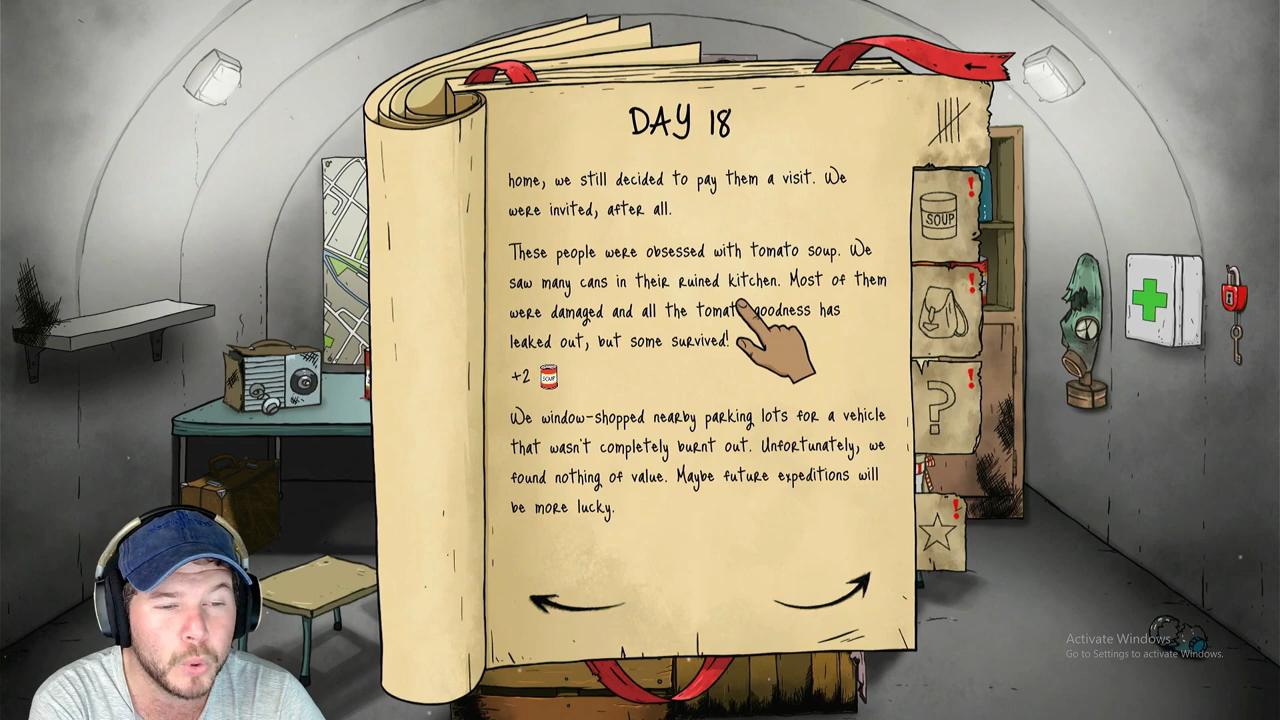 DAY 18
home, we still decided to pay them a visit. We
were invited, after all.
These people were obsessed with tomato soup. We
saw many cans in their ruined kitchen. Most of them
were damaged and all the tomat goodness has
leaked out, but some survived!
+2 SOUP
We window-shopped nearby parking lots for a vehicle
that wasn't completely burnt out. Unfortunately, we
found nothing of value. Maybe future expeditions will
be more lucky.
SOUP
!
!
?
!
!
Activate Windows
Go to Settings to activate Windows.